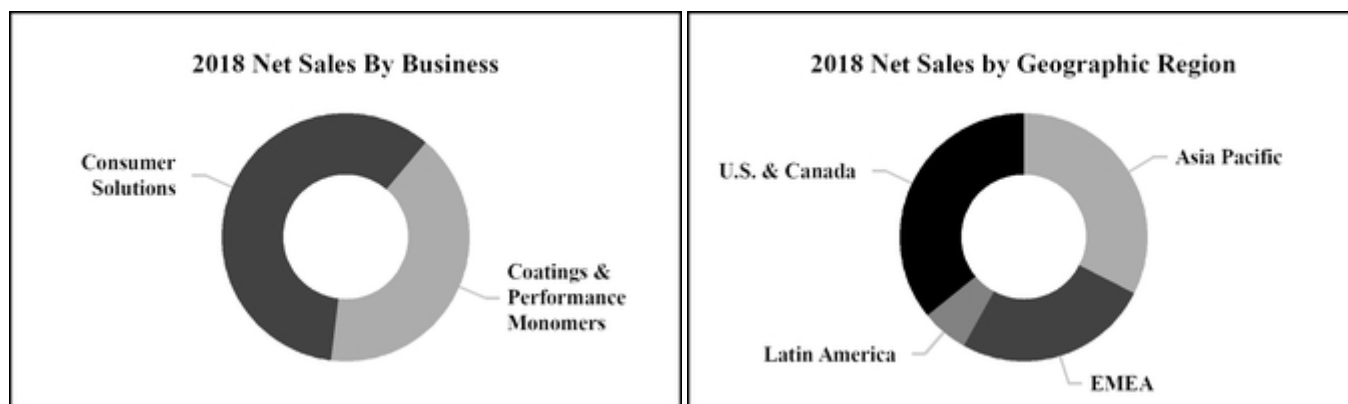 2018 Net Sales By Business
Consumer
Solutions
Coatings &
Performance
Monomers
2018 Net Sales by Geographic Region
U.S. & Canada
Asia Pacific
Latin America
EMEA